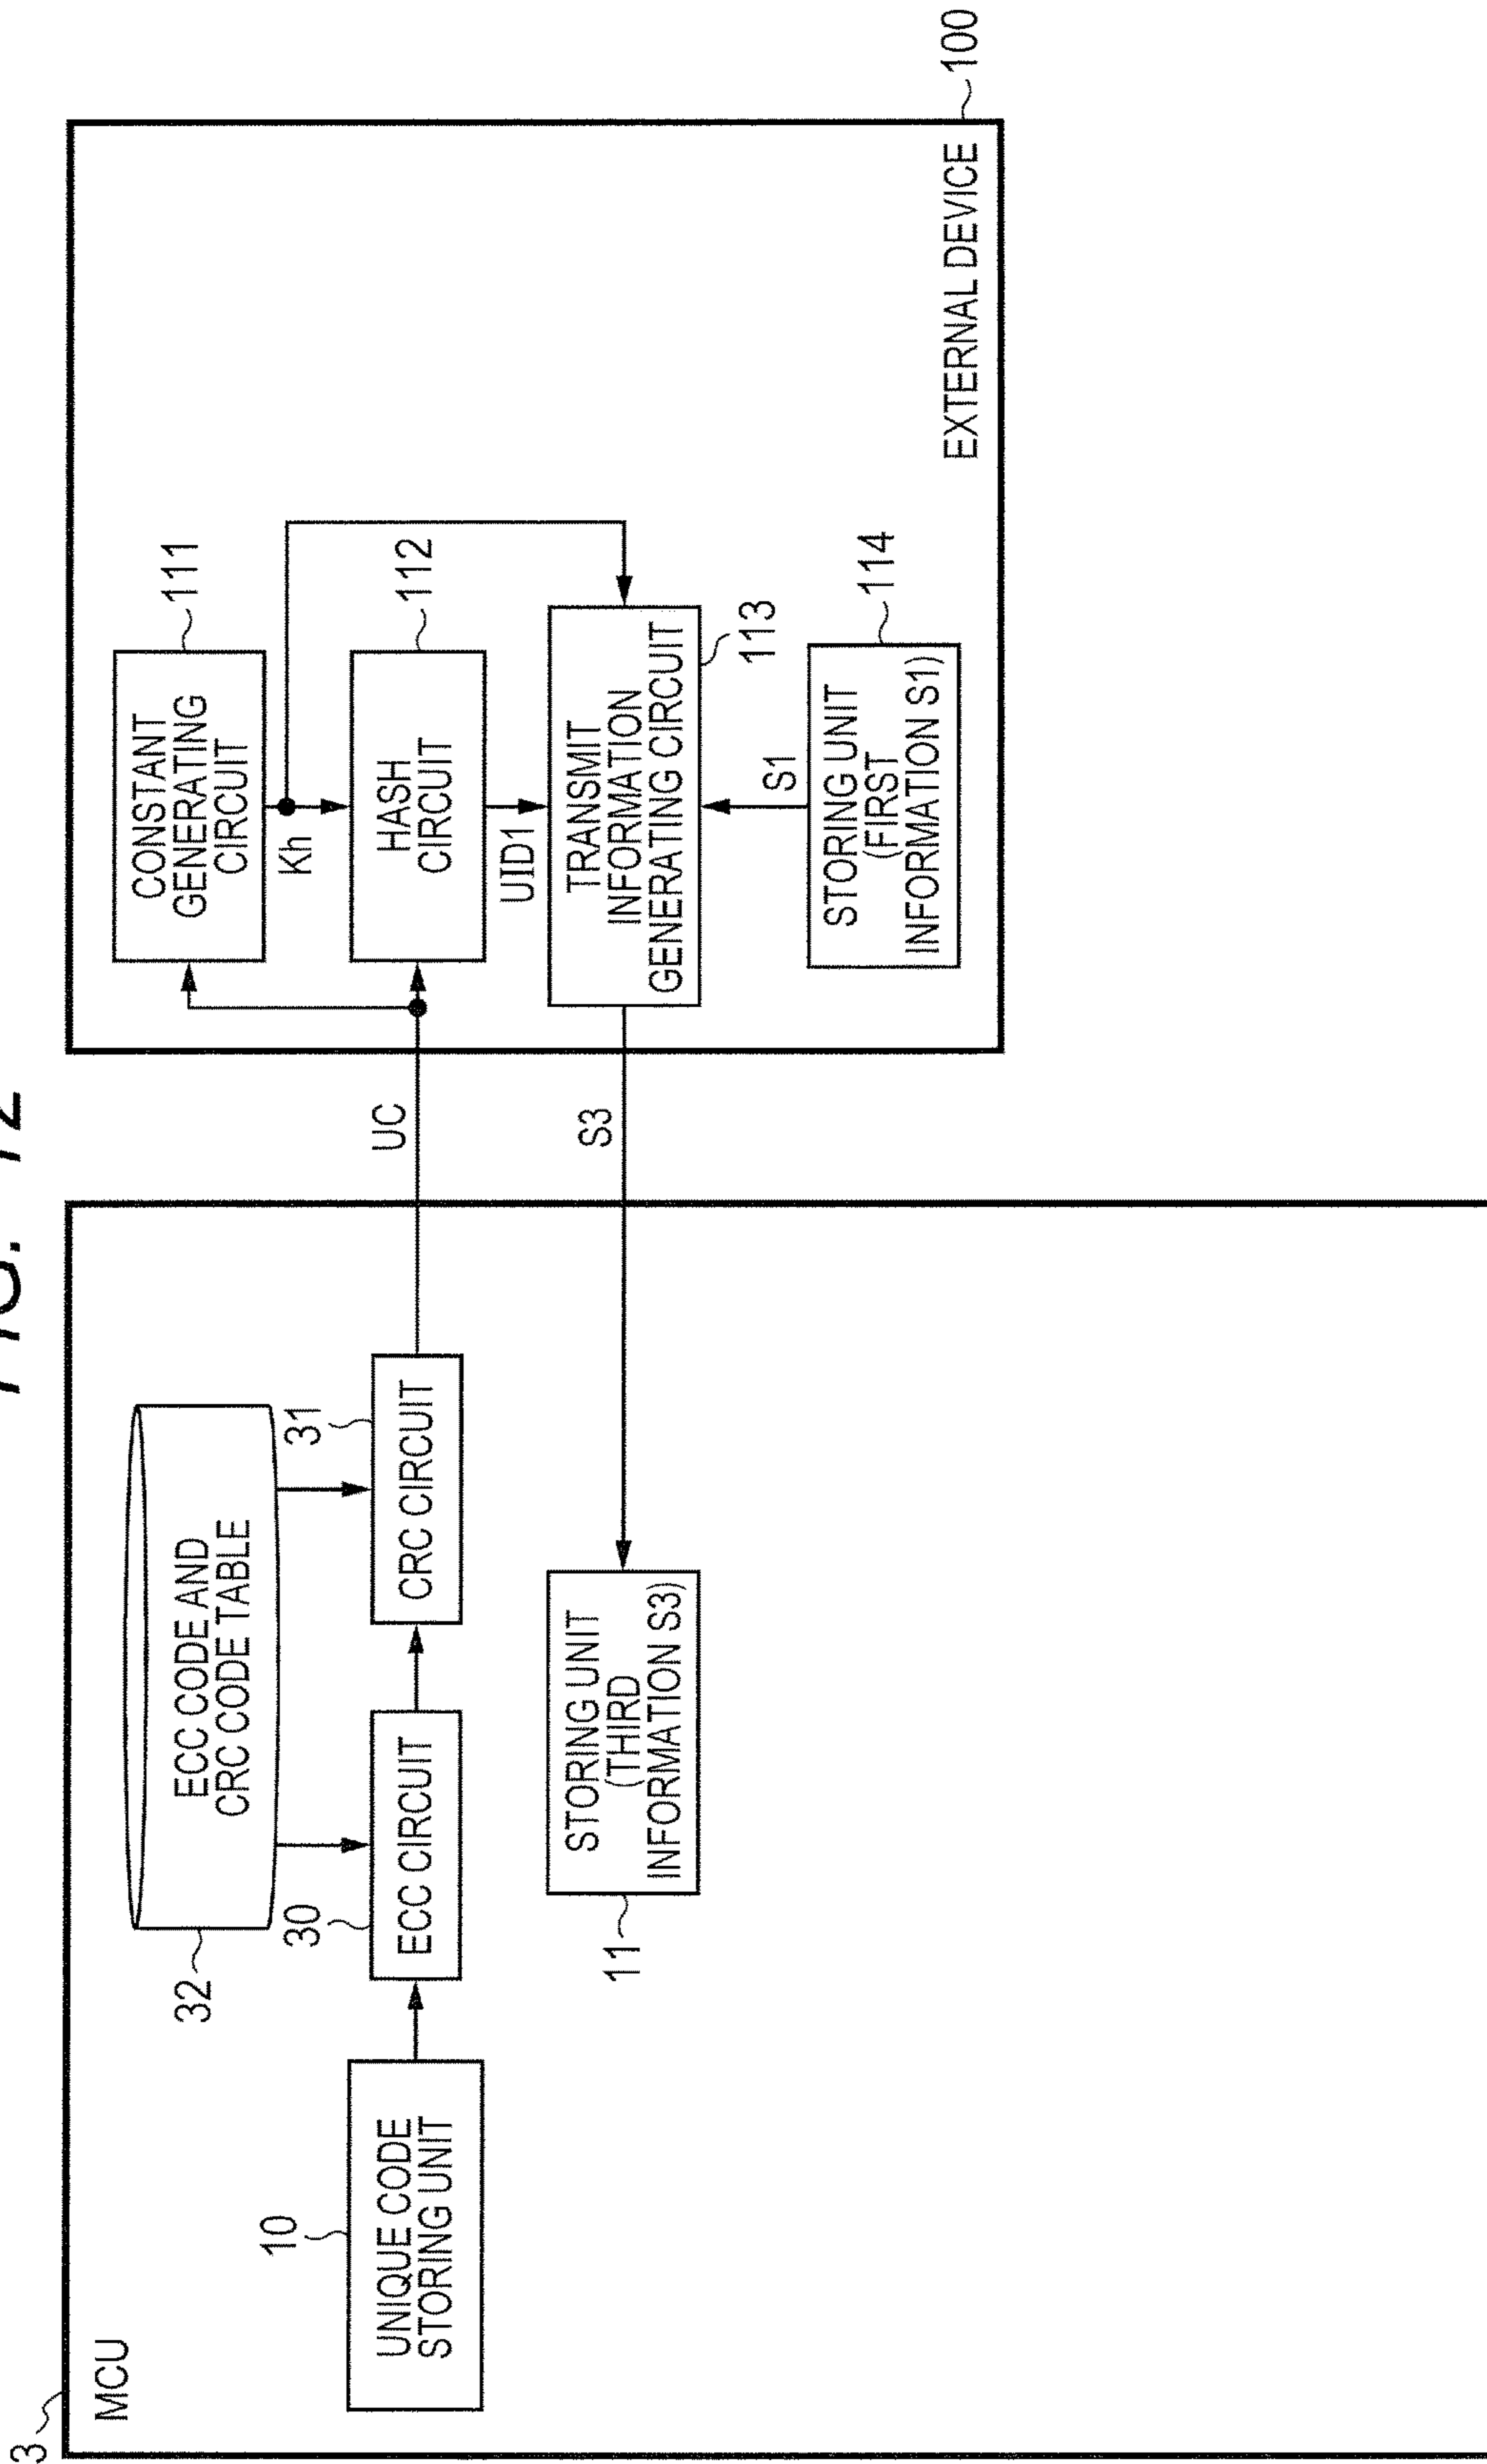 FIG. 12
3
MCU
32
ECC CODE AND
CRC CODE TABLE
10
UNIQUE CODE
STORING UNIT
30
ECC CIRCUIT
31
CRC CIRCUIT
11
STORING UNIT
(THIRD
INFORMATION S3)
UC
S3
100
EXTERNAL DEVICE
111
CONSTANT
GENERATING
CIRCUIT
Kh
112
HASH
CIRCUIT
UID1
113
TRANSMIT
INFORMATION
GENERATING CIRCUIT
S1
114
STORING UNIT
(FIRST
INFORMATION S1)